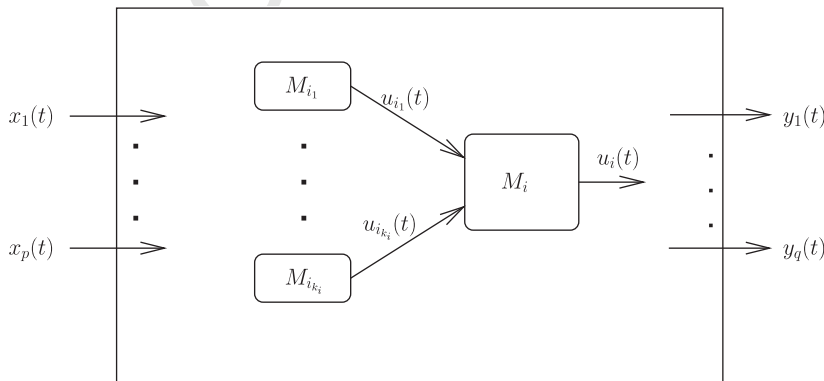 M_{i_1}
u_{i_1}(t)
x_1(t)
y_1(t)
u_i(t)
M_i
u_{i_{k_i}}(t)
x_p(t)
y_q(t)
M_{i_{k_i}}